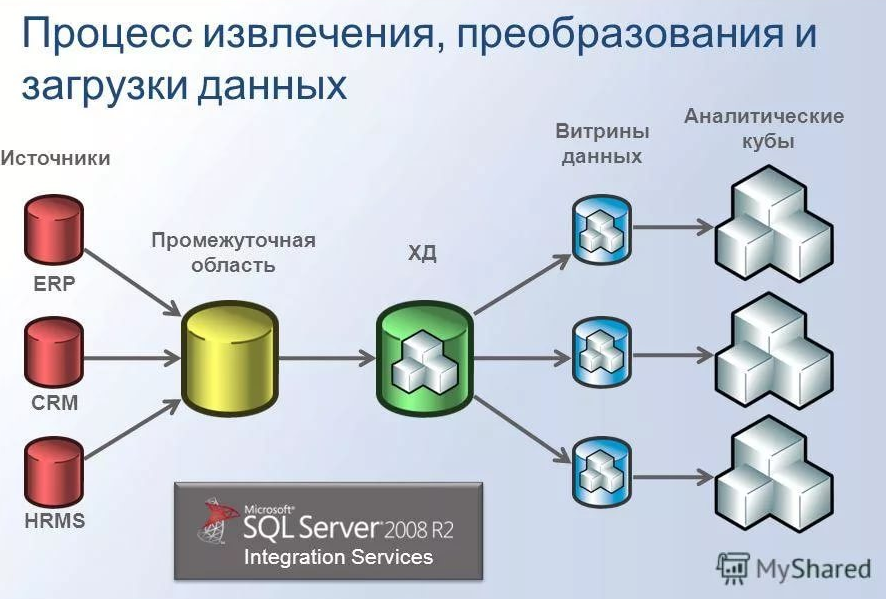 Процесс извлечения, преобразования и
загрузки данных
Источники
ERP
CRM
HRMS
Промежуточная
область
ХД
Витрины
данных
Аналитические
кубы
Microsoft®
SQL Server® 2008 R2
Integration Services
MyShared